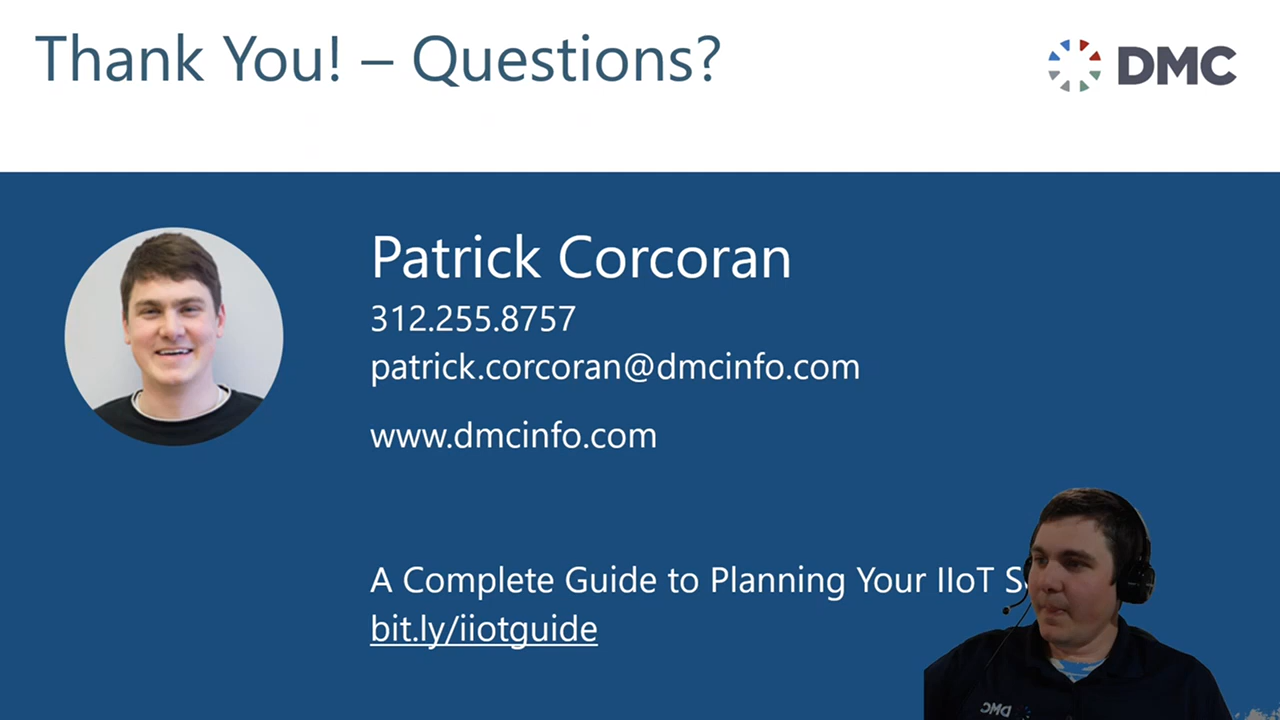 Thank You! – Questions?
DMC
Patrick Corcoran
312.255.8757
patrick.corcoran@dmcinfo.com
www.dmcinfo.com
A Complete Guide to Planning Your IIoT
bit.ly/iiotguide
DMC